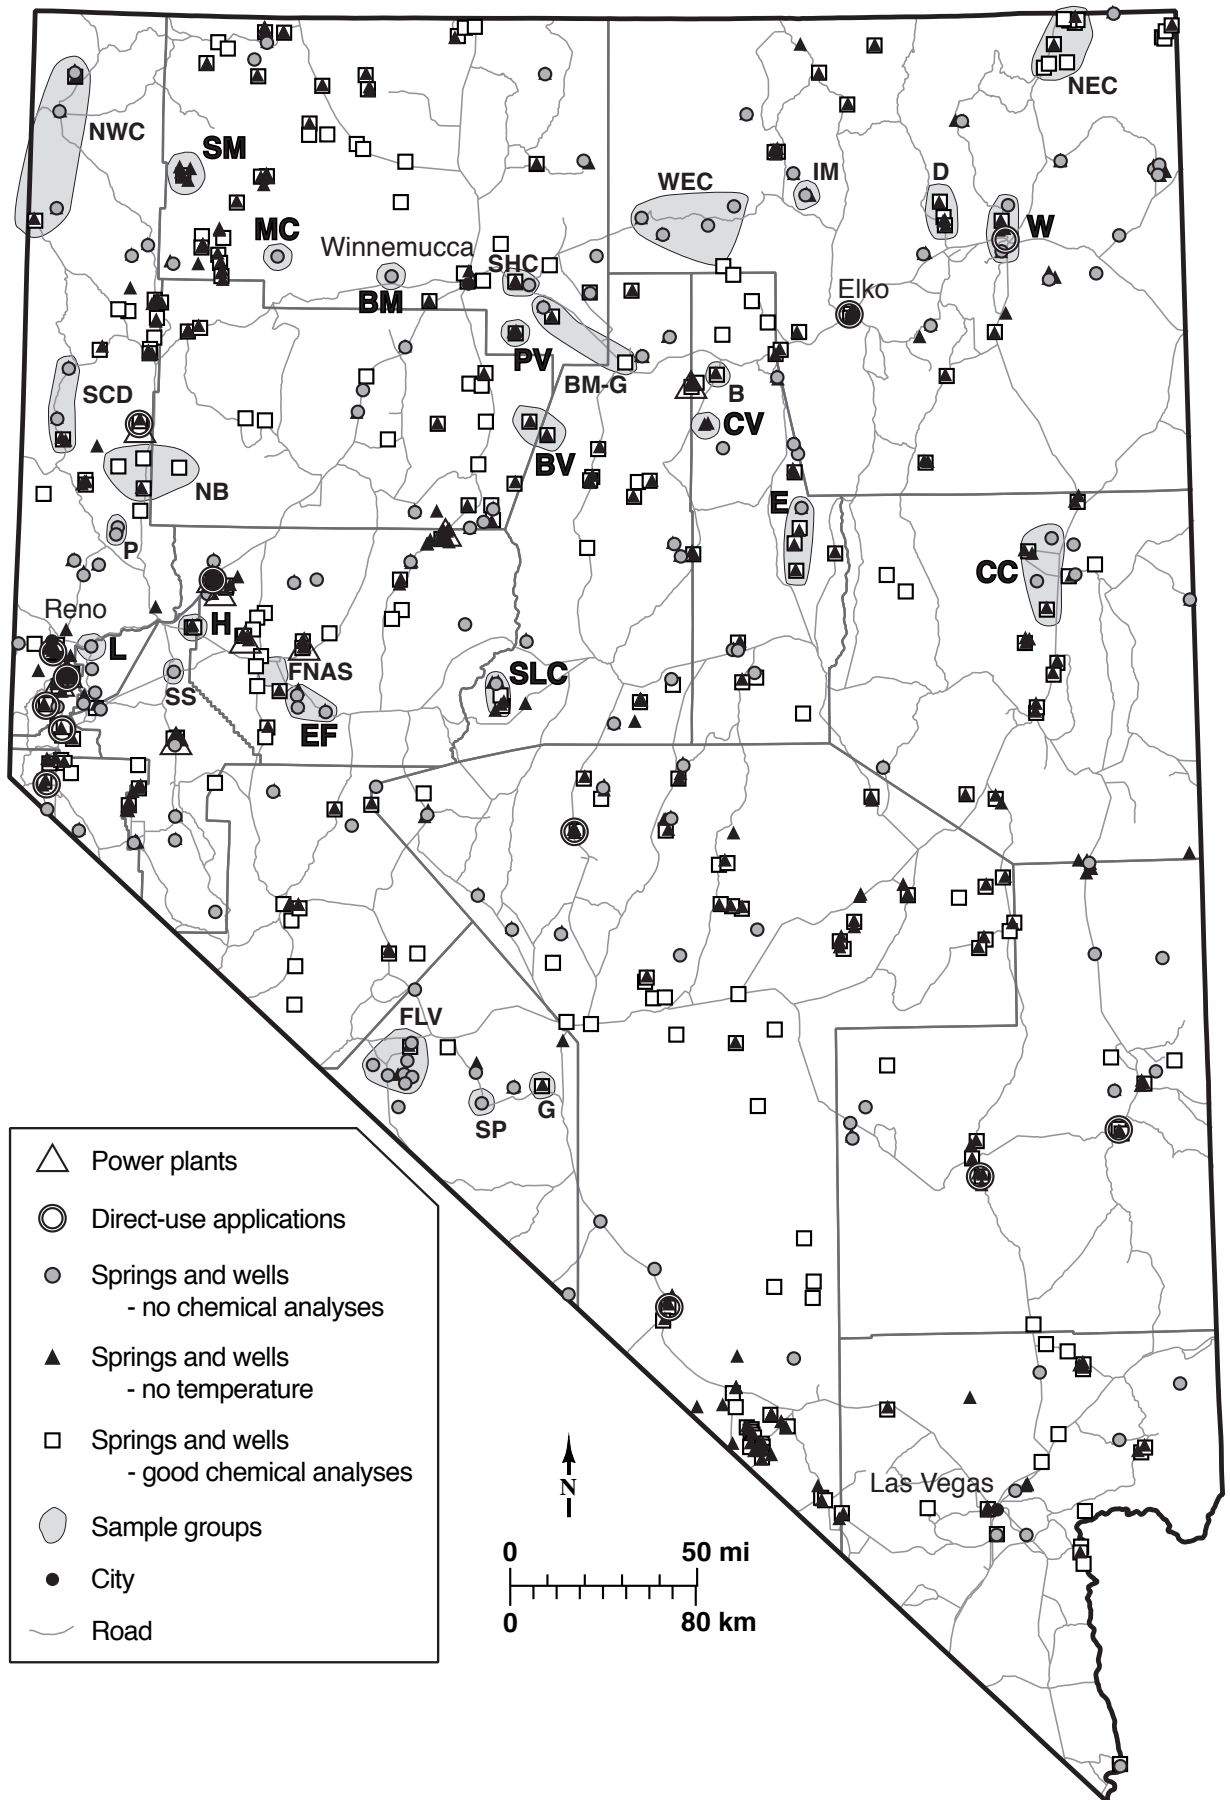 NEC
NWC
SM
WEC
IM
D
W
MC
Winnemucca
SHC
BM
Elko
PV
BM-G
B
SCD
CV
BV
NB
E
P
CC
Reno
H
L
FNAS
SS
SLC
EF
FLV
G
SP
Power plants
Direct-use applications
Springs and wells
- no chemical analyses
Springs and wells
- no temperature
Springs and wells
- good chemical analyses
Sample groups
City
Road
N
0 50 mi
0 80 km
Las Vegas